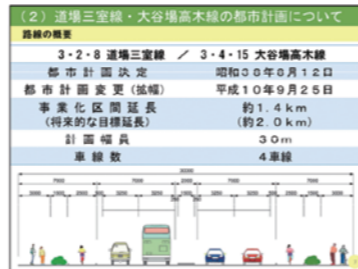 （２）道場三室線・大谷場高木線の都市計画について
路線の概要
３・２・８ 道場三室線 ／ ３・４・１５ 大谷場高木線
都市計画決定 昭和３８年８月１２日
都市計画変更（拡幅） 平成１０年９月２５日
事業化区間延長 約１．４ｋｍ
（将来的な目標延長） （約２．０ｋｍ）
計画幅員 ３０ｍ
車線数 ４車線
30000
7000 7000